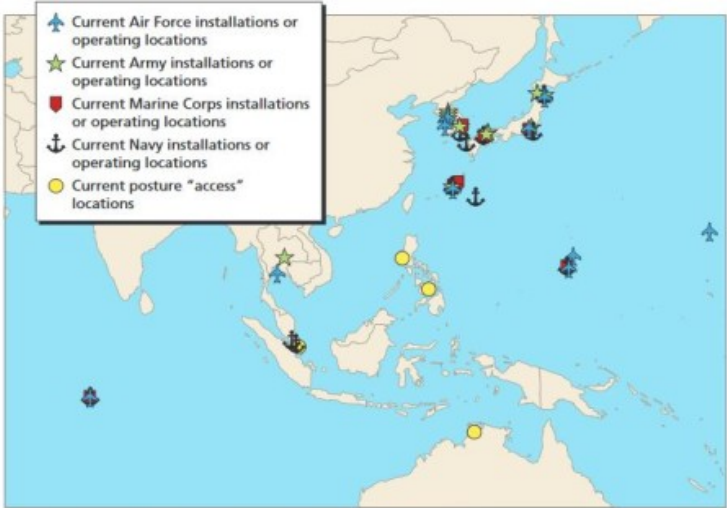 Current Air Force installations or
operating locations
Current Army installations or
operating locations
Current Marine Corps installations
or operating locations
Current Navy installations or
operating locations
Current posture "access"
locations